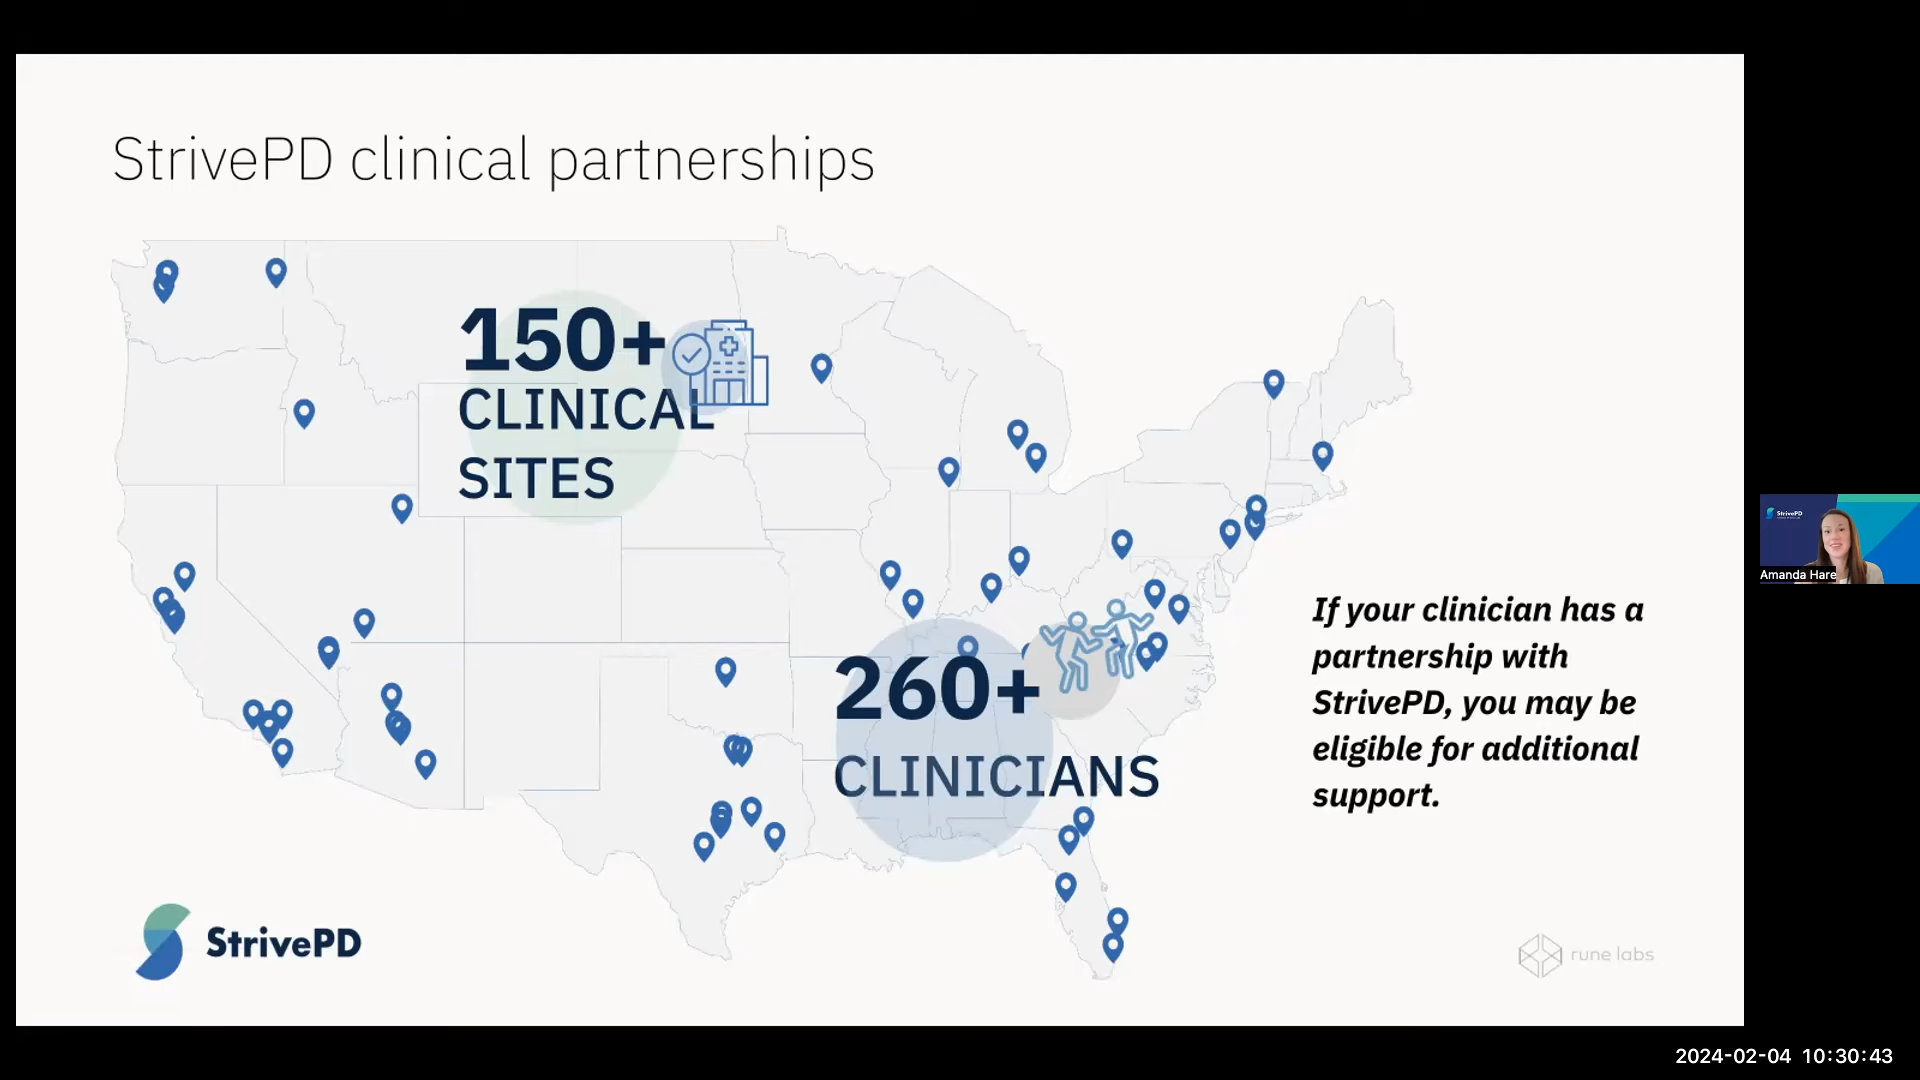 StrivePD clinical partnerships
150+
CLINICAL
SITES
260+
CLINICIANS
If your clinician has a
partnership with
StrivePD, you may be
eligible for additional
support.
StrivePD
rune labs
StrivePD
Amanda Hare
2024-02-04 10:30:43